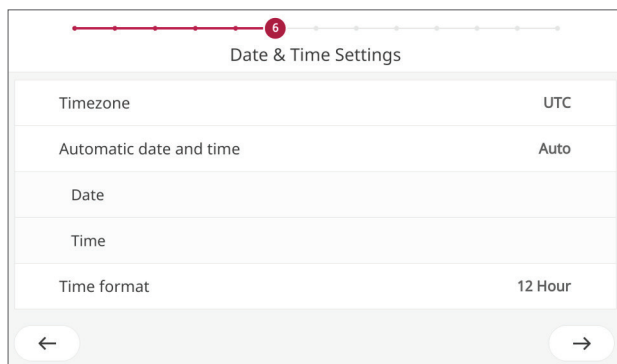 6
Date & Time Settings
Timezone UTC
Automatic date and time Auto
Date
Time
Time format 12 Hour